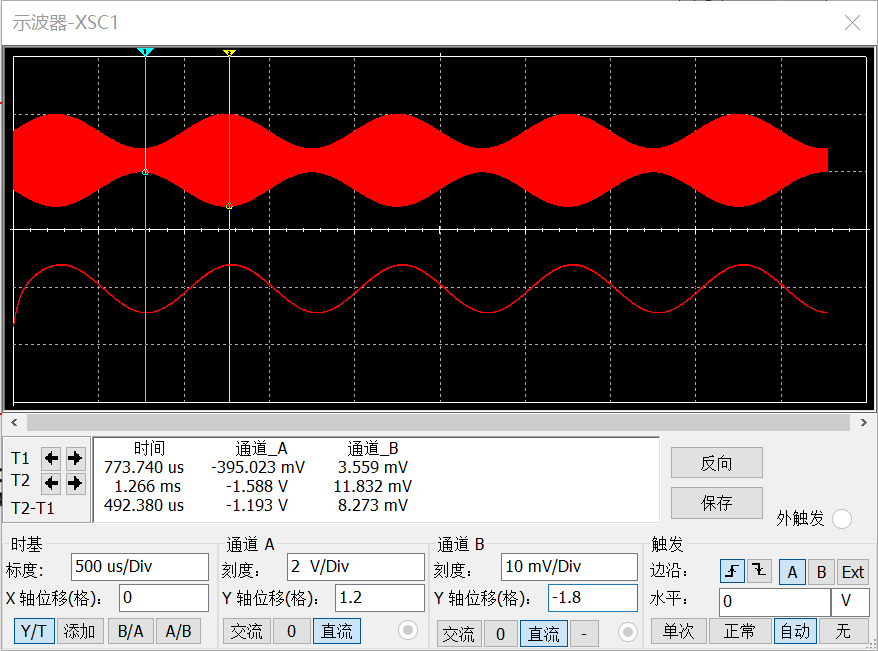 示波器-XSC1
1
2
时间 通道_A 通道_B
T1 773.740 us -395.023 mV 3.559 mV
T2 1.266 ms -1.588 V 11.832 mV
T2-T1 492.380 us -1.193 V 8.273 mV
反向
保存
外触发
时基 通道 A 通道 B 触发
标度: 500 us/Div 刻度: 2 V/Div 刻度: 10 mV/Div 边沿: A B Ext
X 轴位移(格): 0 Y 轴位移(格): 1.2 Y 轴位移(格): -1.8 水平: 0 V
Y/T 添加 B/A A/B 交流 0 直流 交流 0 直流 - 单次 正常 自动 无